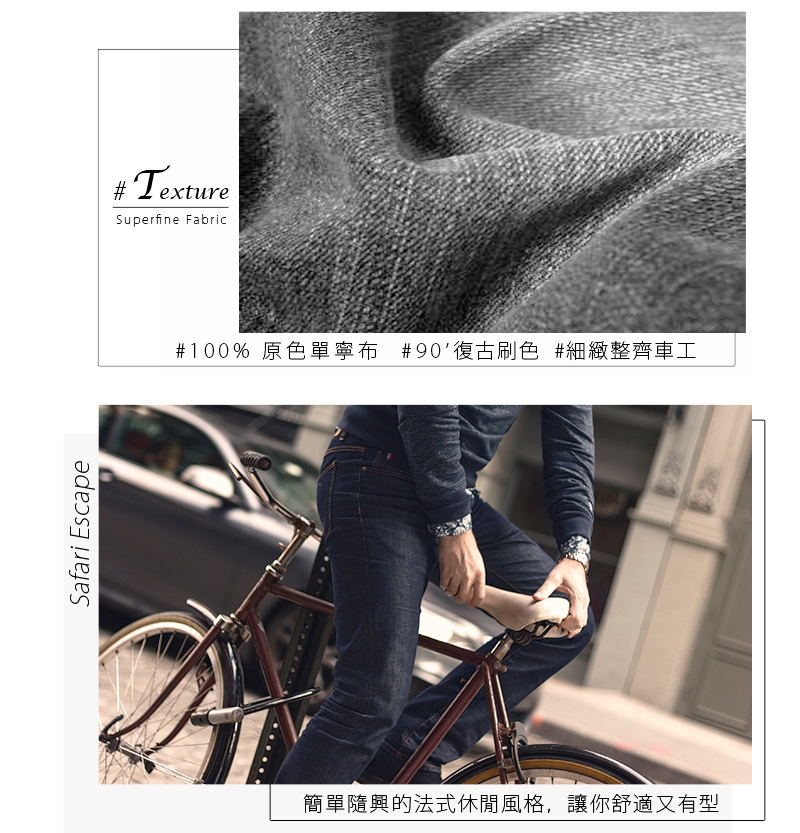 # Texture
Superfine Fabric
#100% 原色單寧布 #90'復古刷色 #細緻整齊車工
Safari Escape
簡單隨興的法式休閒風格, 讓你舒適又有型